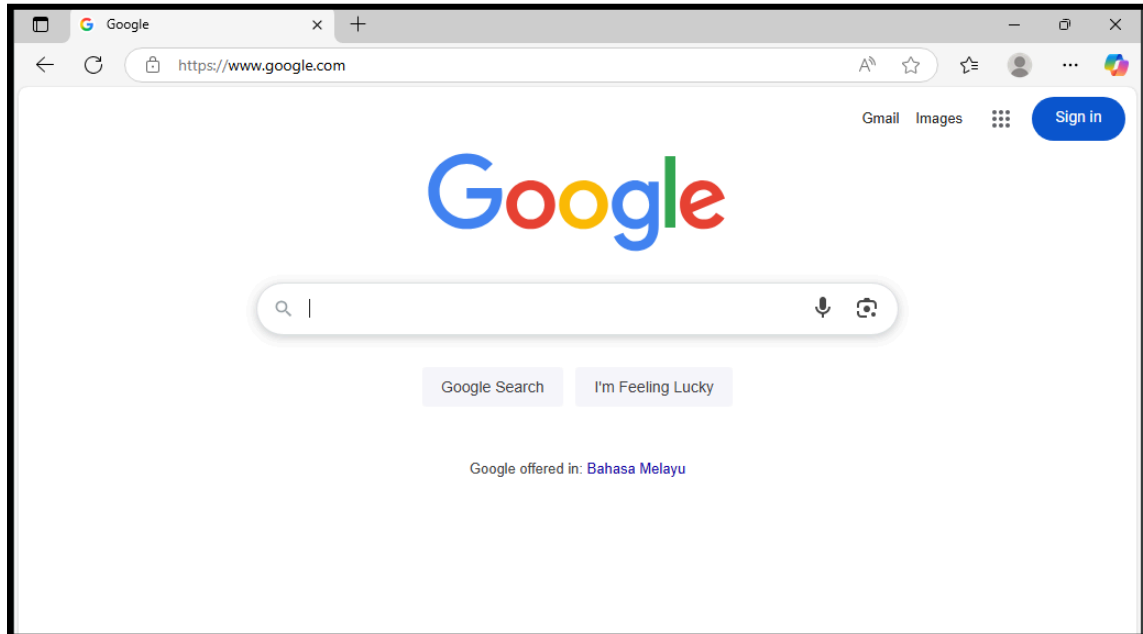 Google
https://www.google.com
Gmail Images Sign in
Google
Google Search I'm Feeling Lucky
Google offered in: Bahasa Melayu